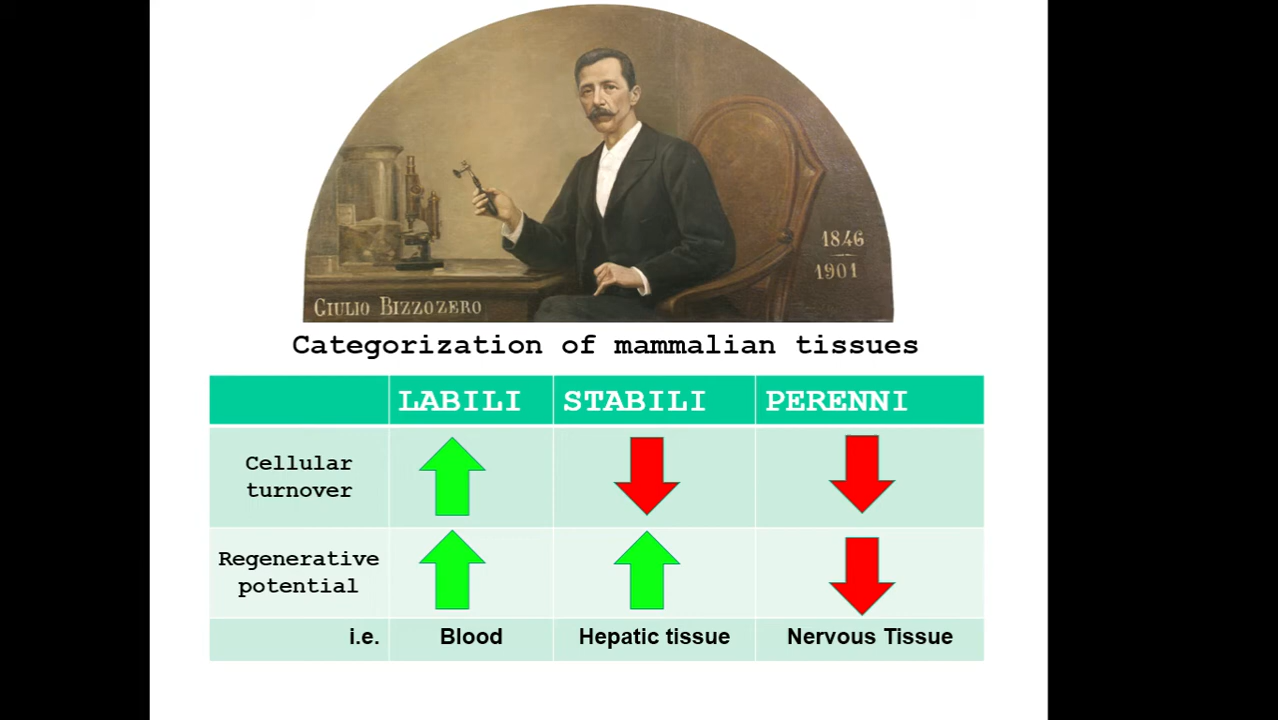 1846
1901
GIULIO BIZZOZERO
Categorization of mammalian tissues
LABILI STABILI PERENNI
Cellular
turnover
Regenerative
potential
i.e. Blood Hepatic tissue Nervous Tissue